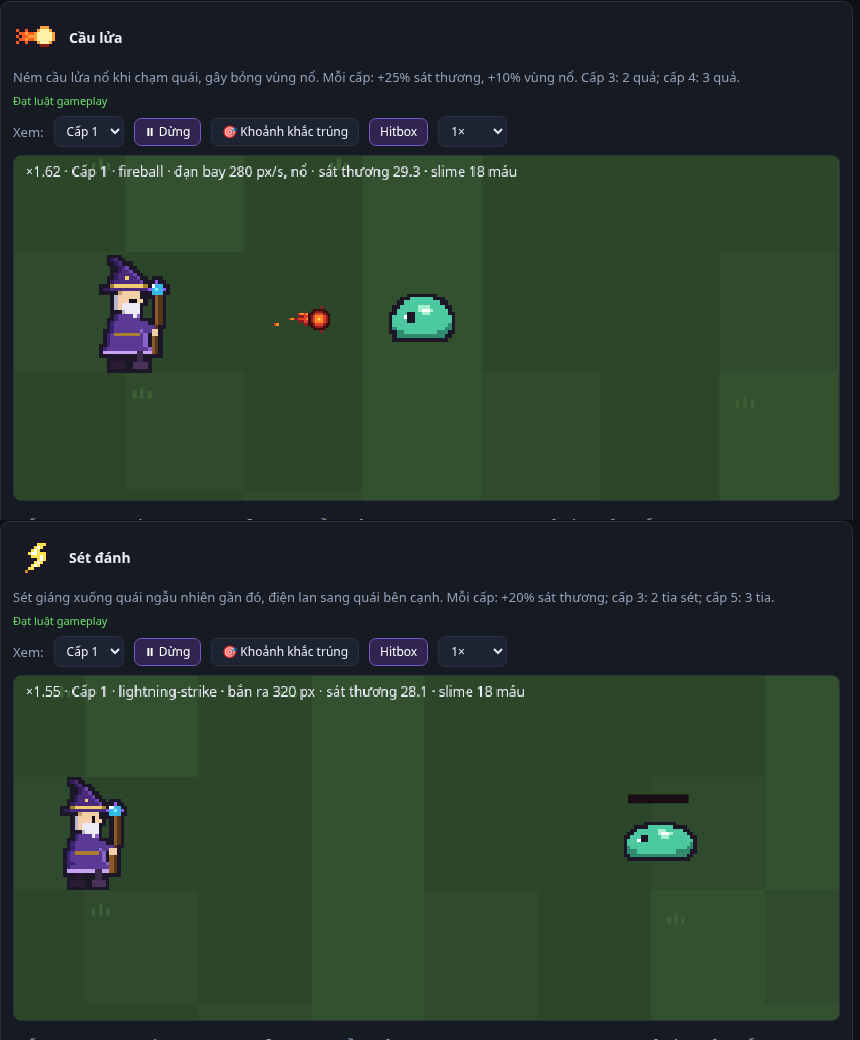 Cầu lửa
Ném cầu lửa nổ khi chạm quái, gây bỏng vùng nổ. Mỗi cấp: +25% sát thương, +10% vùng nổ. Cấp 3: 2 quả; cấp 4: 3 quả.
Đạt luật gameplay
Xem: Cấp 1 ⏸ Dừng 🎯 Khoảnh khắc trúng Hitbox 1×
×1.62 · Cấp 1 · fireball · đạn bay 280 px/s, nổ · sát thương 29.3 · slime 18 máu
Sét đánh
Sét giáng xuống quái ngẫu nhiên gần đó, điện lan sang quái bên cạnh. Mỗi cấp: +20% sát thương; cấp 3: 2 tia sét; cấp 5: 3 tia.
Đạt luật gameplay
Xem: Cấp 1 ⏸ Dừng 🎯 Khoảnh khắc trúng Hitbox 1×
×1.55 · Cấp 1 · lightning-strike · bắn ra 320 px · sát thương 28.1 · slime 18 máu